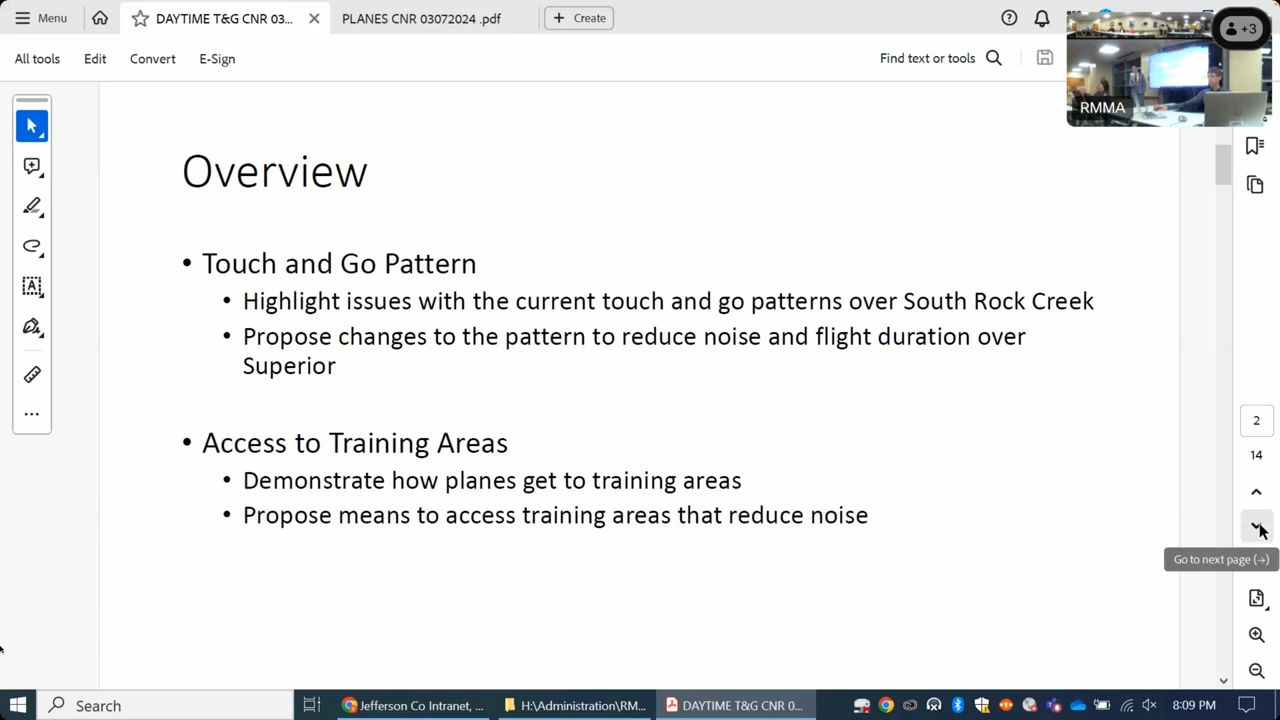 Menu
DAYTIME T&G CNR 03...
PLANES CNR 03072024 .pdf
Create
+3
All tools
Edit
Convert
E-Sign
Find text or tools
RMMA
Overview
• Touch and Go Pattern
• Highlight issues with the current touch and go patterns over South Rock Creek
• Propose changes to the pattern to reduce noise and flight duration over
Superior
• Access to Training Areas
• Demonstrate how planes get to training areas
• Propose means to access training areas that reduce noise
2
14
Go to next page (→)
Search
Jefferson Co Intranet, ...
H:\Administration\RM...
DAYTIME T&G CNR 0...
8:09 PM